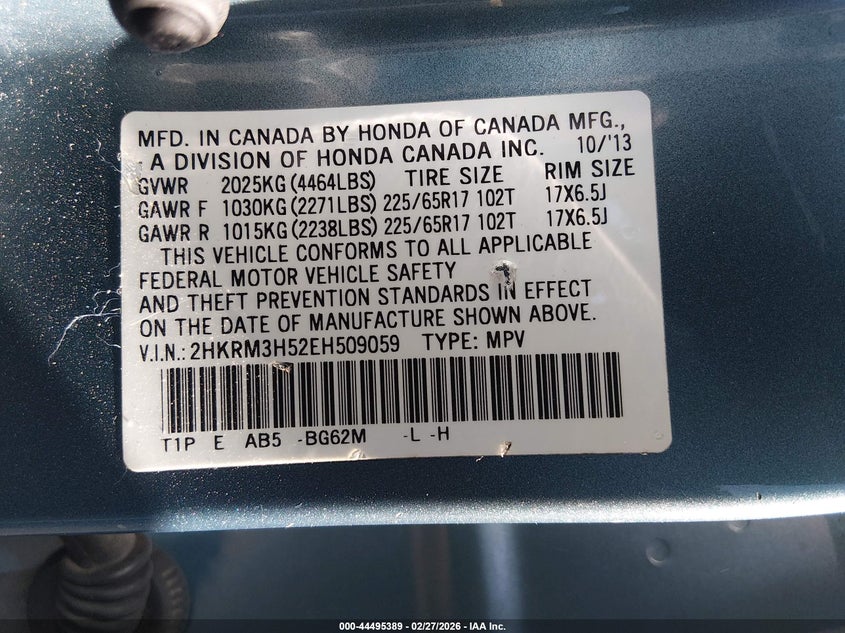 MFD. IN CANADA BY HONDA OF CANADA MFG.,
A DIVISION OF HONDA CANADA INC. 10/'13
GVWR 2025KG (4464LBS) TIRE SIZE RIM SIZE
GAWR F 1030KG (2271LBS) 225/65R17 102T 17X6.5J
GAWR R 1015KG (2238LBS) 225/65R17 102T 17X6.5J
THIS VEHICLE CONFORMS TO ALL APPLICABLE
FEDERAL MOTOR VEHICLE SAFETY
AND THEFT PREVENTION STANDARDS IN EFFECT
ON THE DATE OF MANUFACTURE SHOWN ABOVE.
V.I.N.: 2HKRM3H52EH509059 TYPE: MPV
T1P E AB5 -BG62M -L -H
000-44495389 - 02/27/2026 - IAA Inc.